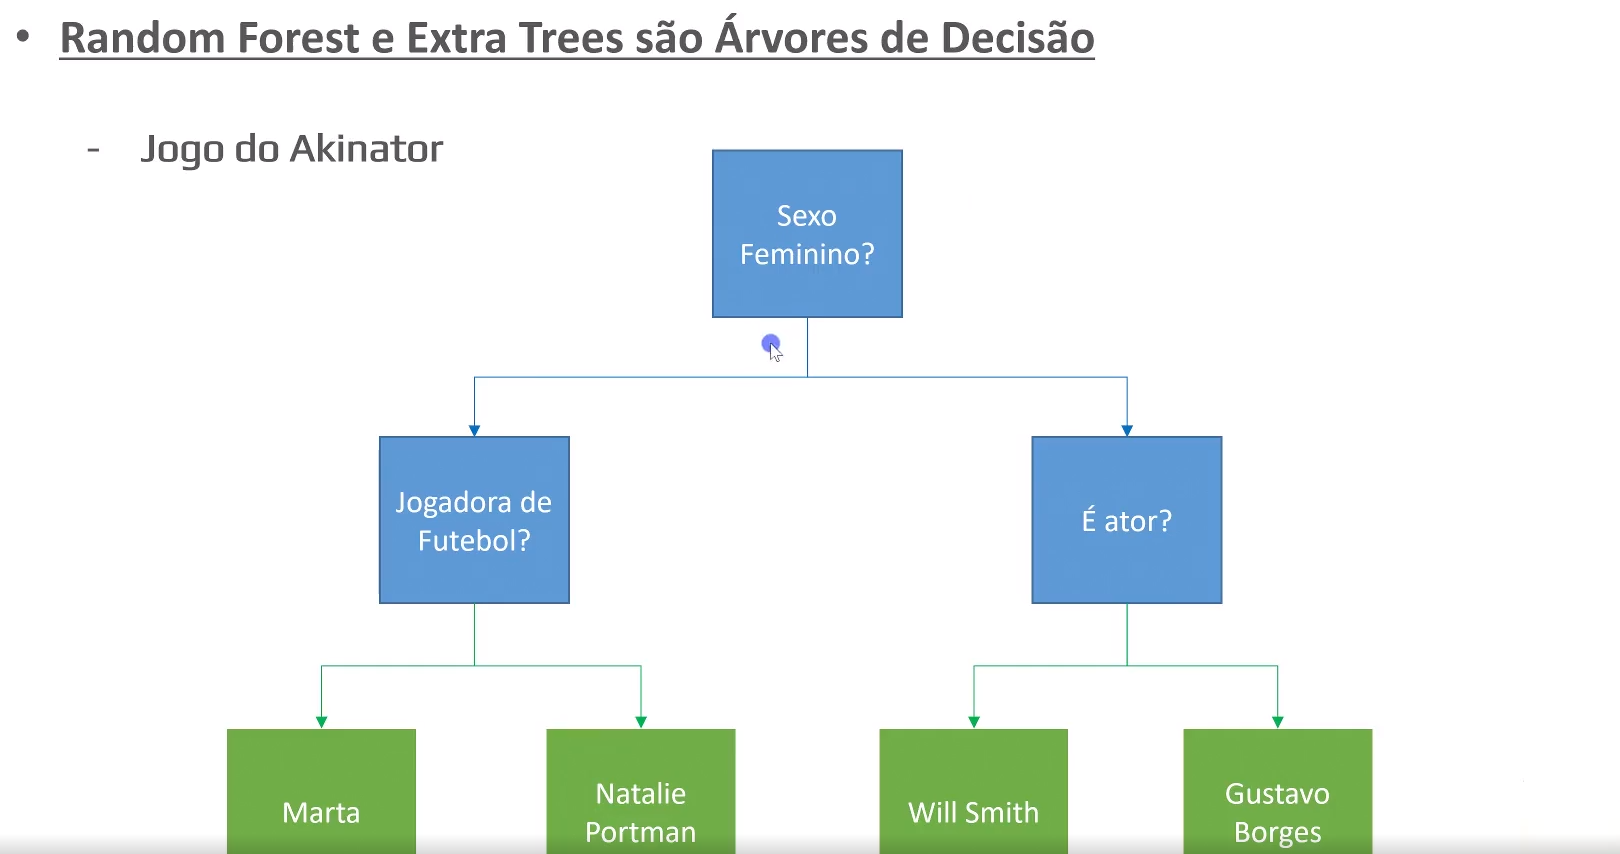 • Random Forest e Extra Trees são Árvores de Decisão
- Jogo do Akinator
Sexo
Feminino?
Jogadora de
Futebol?
É ator?
Marta
Natalie
Portman
Will Smith
Gustavo
Borges